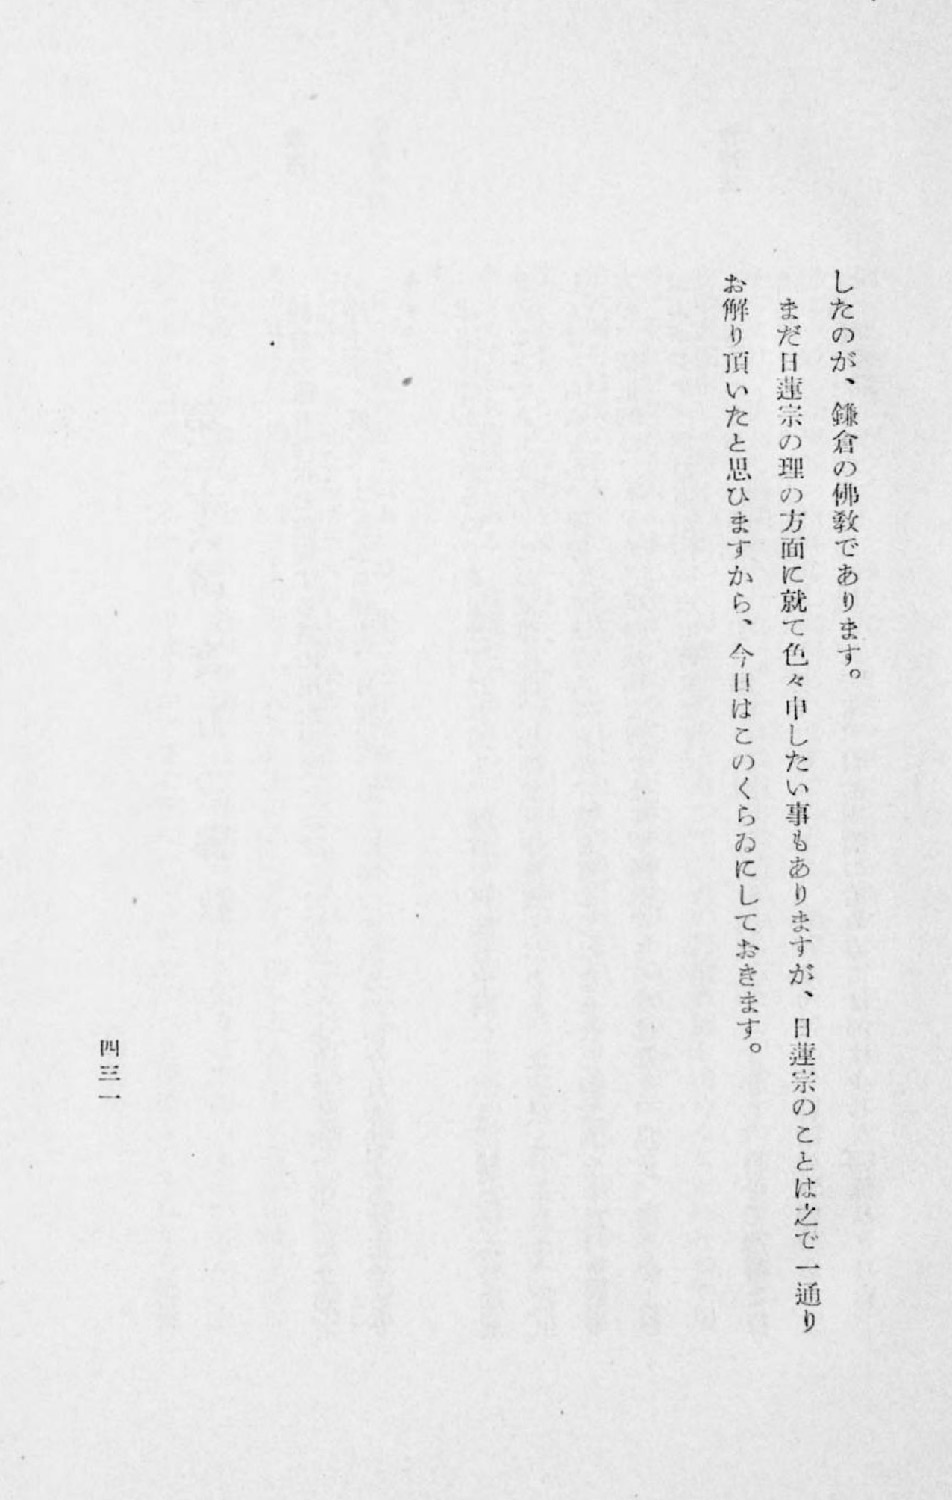 したのが、鎌倉の佛教であります。
まだ日蓮宗の理の方面に就て色々申したい事もありますが、日蓮宗のことは之で一通り
お解り頂いたと思ひますから、今日はこのくらゐにしておきます。
四三一